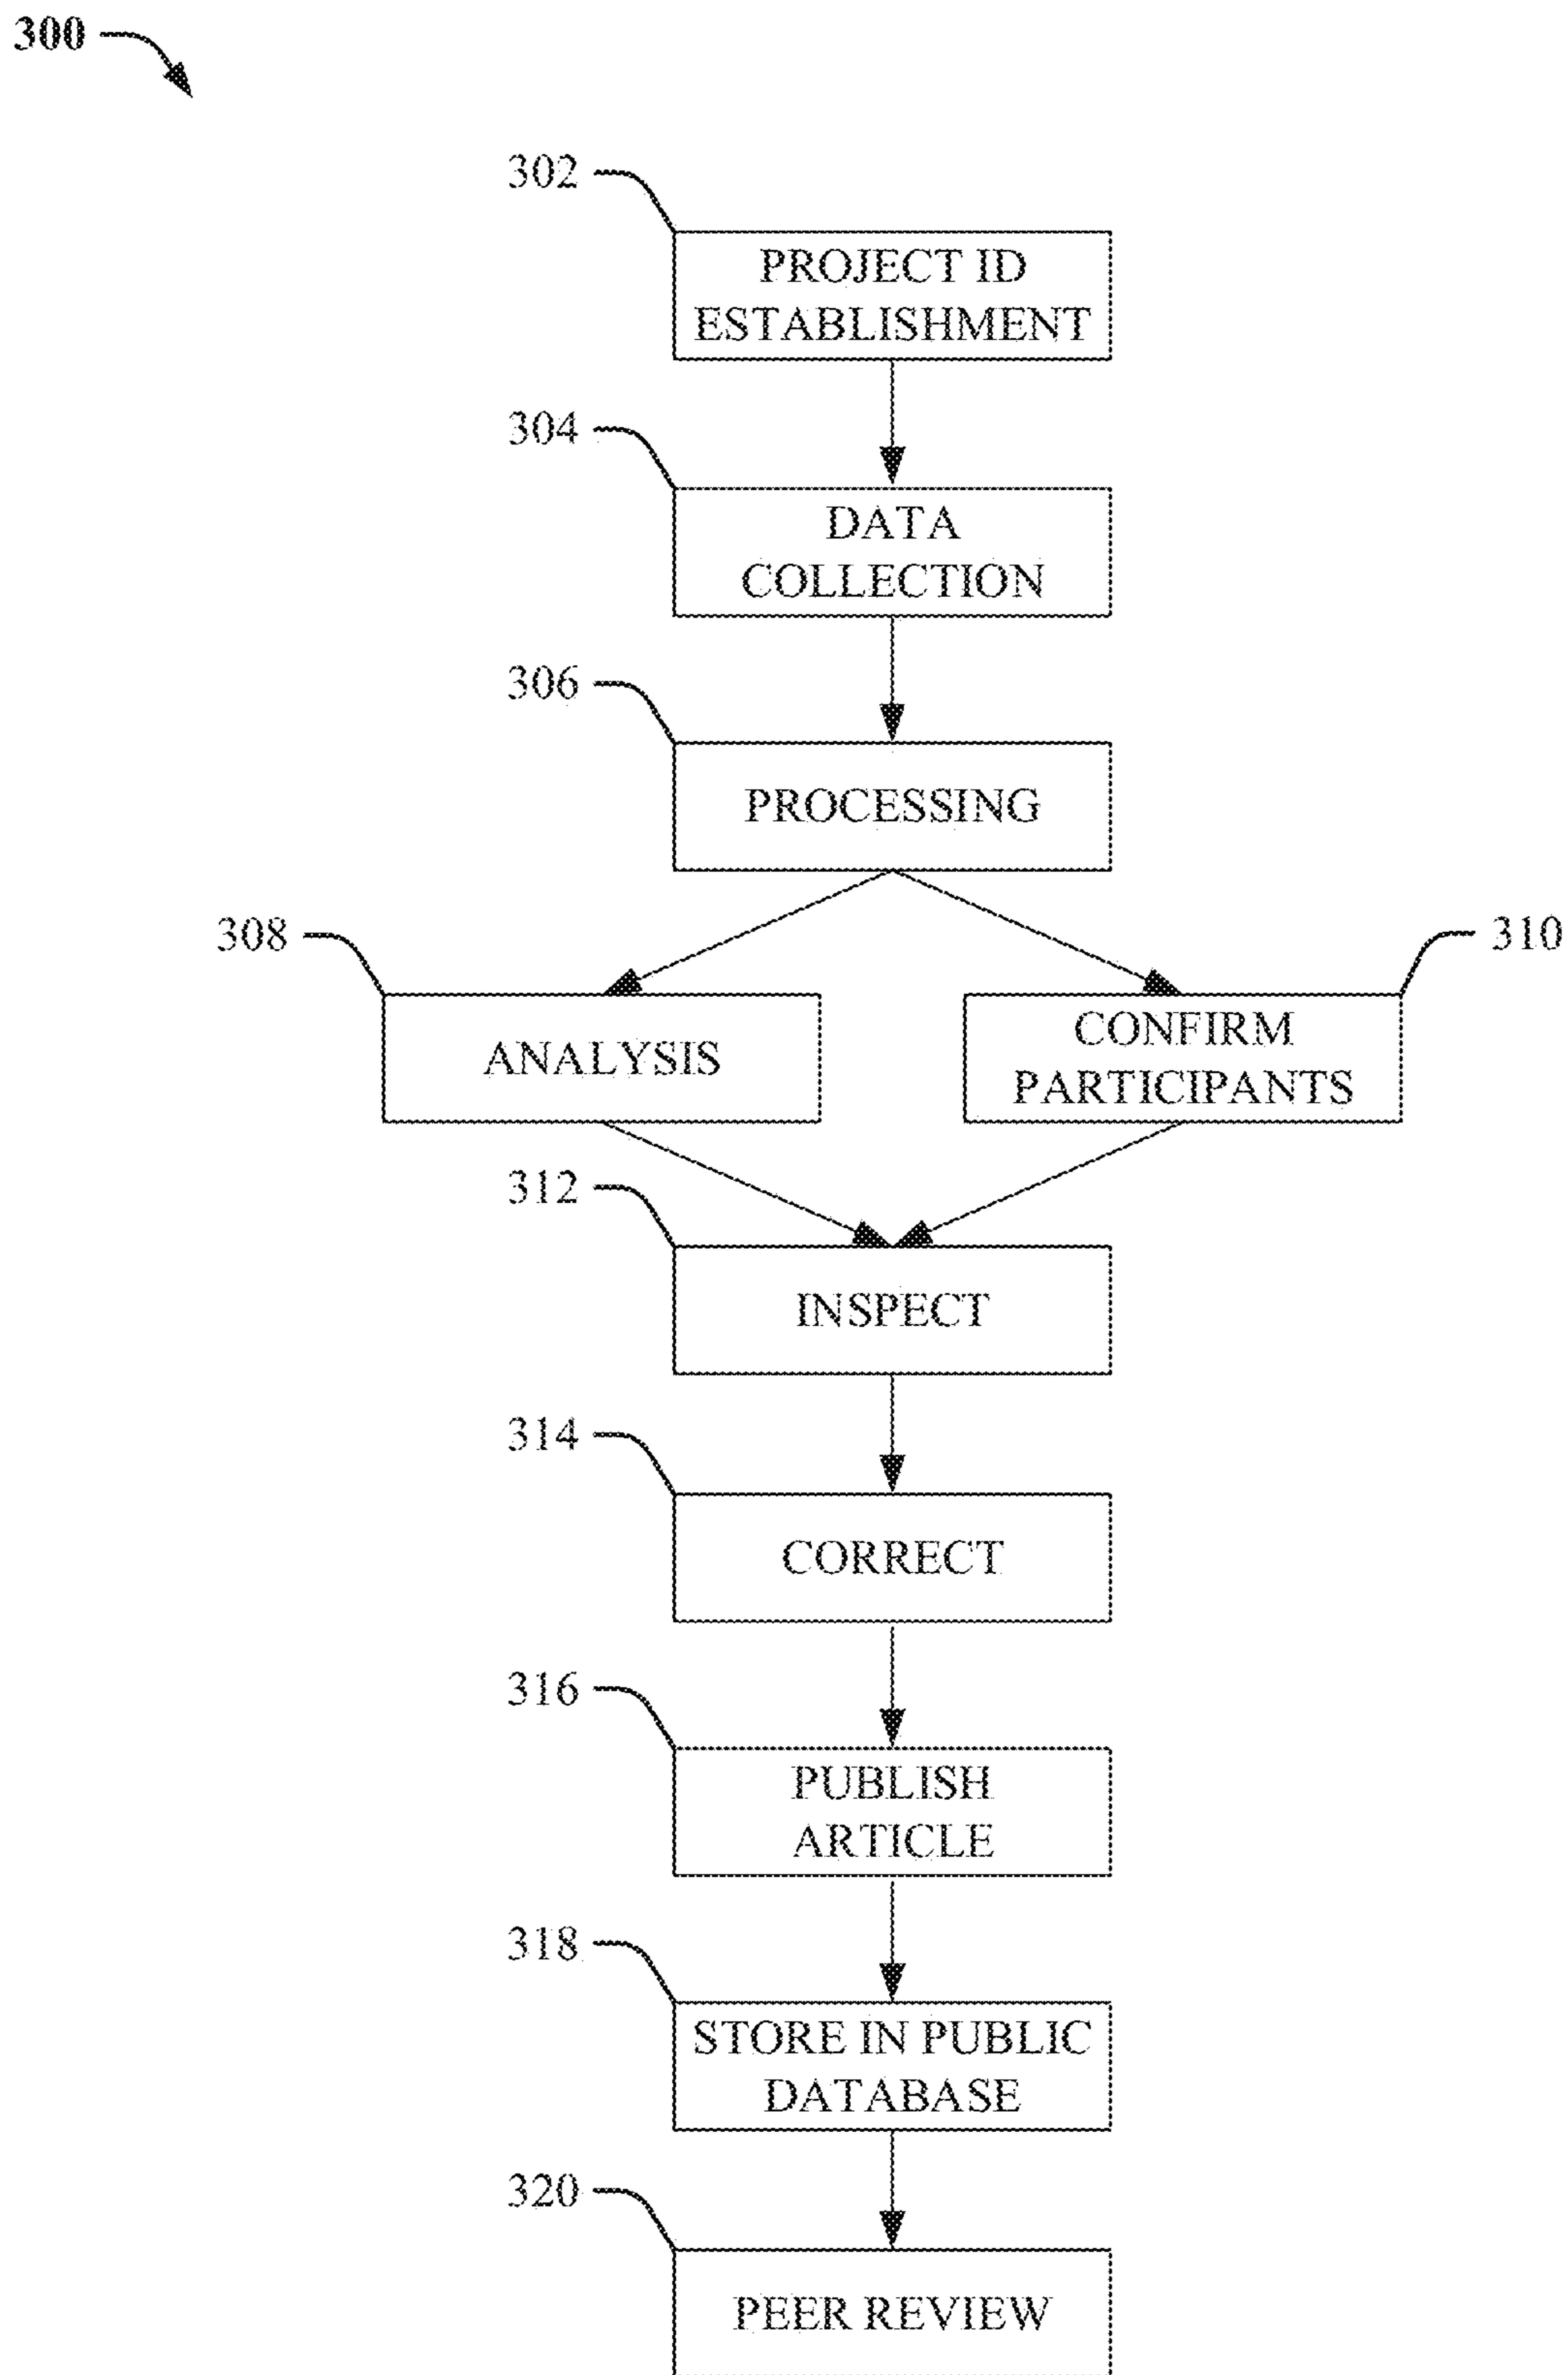 300
302
PROJECT ID
ESTABLISHMENT
304
DATA
COLLECTION
306
PROCESSING
308
310
ANALYSIS
CONFIRM
PARTICIPANTS
312
INSPECT
314
CORRECT
316
PUBLISH
ARTICLE
318
STORE IN PUBLIC
DATABASE
320
PEER REVIEW